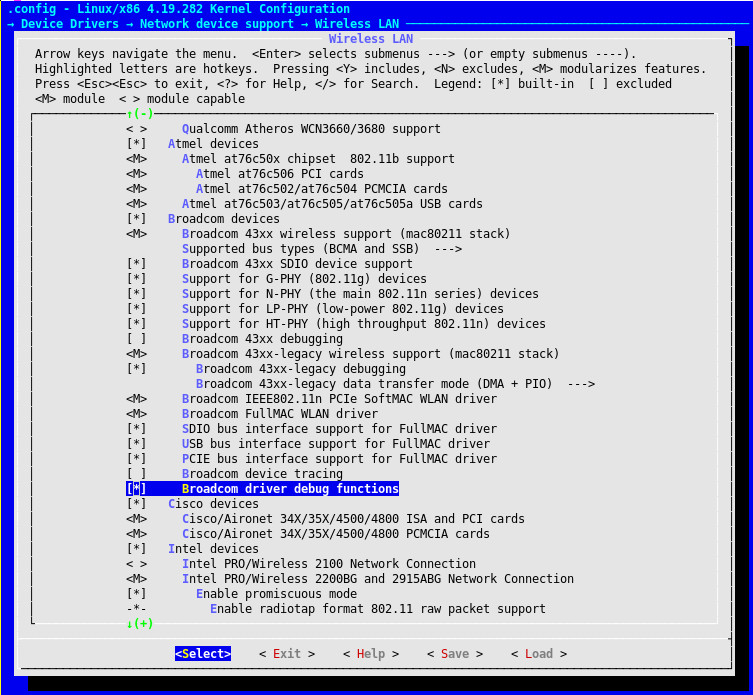 .config - Linux/x86 4.19.282 Kernel Configuration
→ Device Drivers → Network device support → Wireless LAN
Wireless LAN
Arrow keys navigate the menu.  <Enter> selects submenus ---> (or empty submenus ----).
Highlighted letters are hotkeys.  Pressing <Y> includes, <N> excludes, <M> modularizes features.
Press <Esc><Esc> to exit, <?> for Help, </> for Search.  Legend: [*] built-in  [ ] excluded
<M> module  < > module capable
↑(-)
< >     Qualcomm Atheros WCN3660/3680 support
[*]   Atmel devices
<M>     Atmel at76c50x chipset  802.11b support
<M>       Atmel at76c506 PCI cards
<M>       Atmel at76c502/at76c504 PCMCIA cards
<M>     Atmel at76c503/at76c505/at76c505a USB cards
[*]   Broadcom devices
<M>     Broadcom 43xx wireless support (mac80211 stack)
Supported bus types (BCMA and SSB)  --->
[*]     Broadcom 43xx SDIO device support
[*]     Support for G-PHY (802.11g) devices
[*]     Support for N-PHY (the main 802.11n series) devices
[*]     Support for LP-PHY (low-power 802.11g) devices
[*]     Support for HT-PHY (high throughput 802.11n) devices
[ ]     Broadcom 43xx debugging
<M>     Broadcom 43xx-legacy wireless support (mac80211 stack)
[*]       Broadcom 43xx-legacy debugging
Broadcom 43xx-legacy data transfer mode (DMA + PIO)  --->
<M>     Broadcom IEEE802.11n PCIe SoftMAC WLAN driver
<M>     Broadcom FullMAC WLAN driver
[*]     SDIO bus interface support for FullMAC driver
[*]     USB bus interface support for FullMAC driver
[*]     PCIE bus interface support for FullMAC driver
[ ]     Broadcom device tracing
[*]     Broadcom driver debug functions
[*]   Cisco devices
<M>     Cisco/Aironet 34X/35X/4500/4800 ISA and PCI cards
<M>     Cisco/Aironet 34X/35X/4500/4800 PCMCIA cards
[*]   Intel devices
< >     Intel PRO/Wireless 2100 Network Connection
<M>     Intel PRO/Wireless 2200BG and 2915ABG Network Connection
[*]       Enable promiscuous mode
-*-         Enable radiotap format 802.11 raw packet support
↓(+)
<Select>    < Exit >    < Help >    < Save >    < Load >